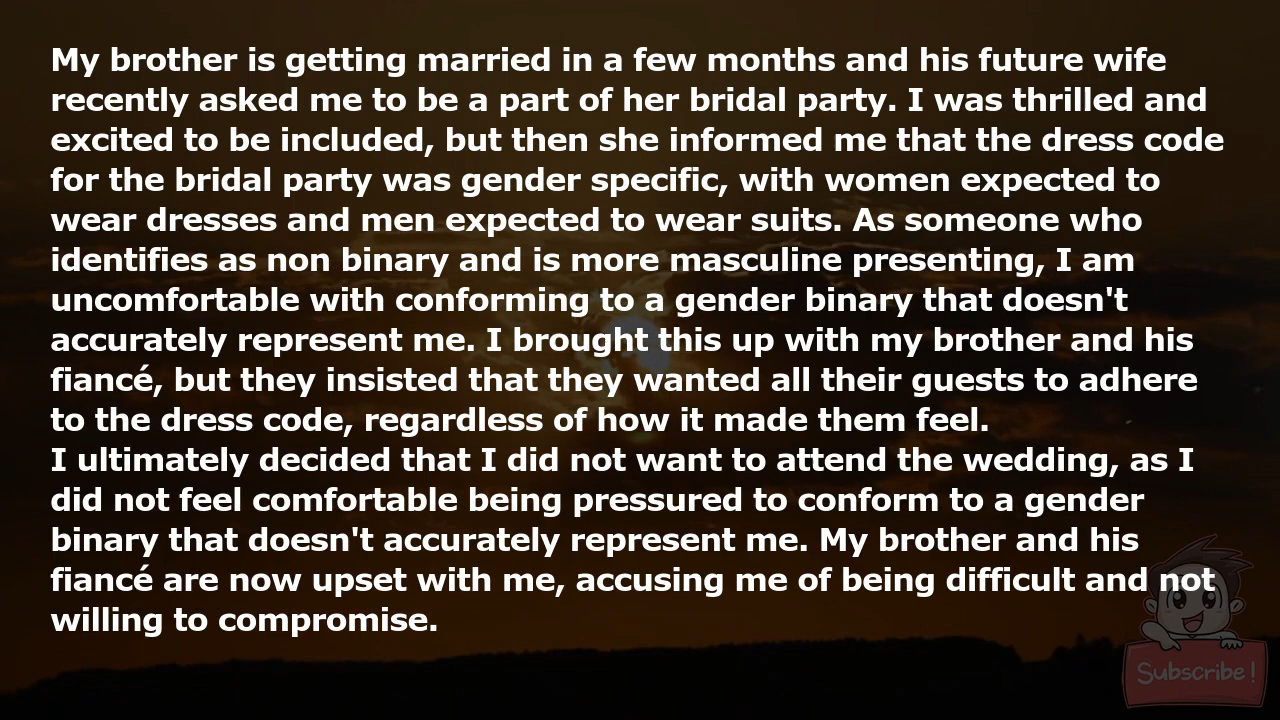 My brother is getting married in a few months and his future wife
recently asked me to be a part of her bridal party. I was thrilled and
excited to be included, but then she informed me that the dress code
for the bridal party was gender specific, with women expected to
wear dresses and men expected to wear suits. As someone who
identifies as non binary and is more masculine presenting, I am
uncomfortable with conforming to a gender binary that doesn't
accurately represent me. I brought this up with my brother and his
fiancé, but they insisted that they wanted all their guests to adhere
to the dress code, regardless of how it made them feel.
I ultimately decided that I did not want to attend the wedding, as I
did not feel comfortable being pressured to conform to a gender
binary that doesn't accurately represent me. My brother and his
fiancé are now upset with me, accusing me of being difficult and not
willing to compromise.
Subscribe!